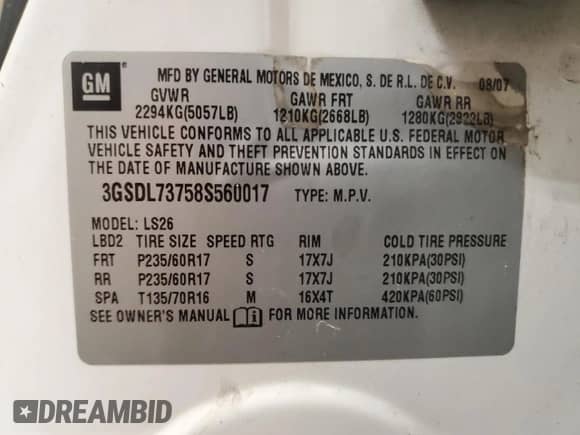 GM
MFD BY GENERAL MOTORS DE MEXICO, S. DE R.L. DE C.V. 08/07
GVWR GAWR FRT GAWR RR
2294KG(5057LB) 1210KG(2668LB) 1280KG(2822LB)
THIS VEHICLE CONFORMS TO ALL APPLICABLE U.S. FEDERAL MOTOR
VEHICLE SAFETY AND THEFT PREVENTION STANDARDS IN EFFECT ON
THE DATE OF MANUFACTURE SHOWN ABOVE.
3GSDL73758S560017 TYPE: M.P.V.
MODEL: LS26
LBD2 TIRE SIZE SPEED RTG RIM COLD TIRE PRESSURE
FRT P235/60R17 S 17X7J 210KPA(30PSI)
RR P235/60R17 S 17X7J 210KPA(30PSI)
SPA T135/70R16 M 16X4T 420KPA(60PSI)
SEE OWNER'S MANUAL FOR MORE INFORMATION.
DREAMBID